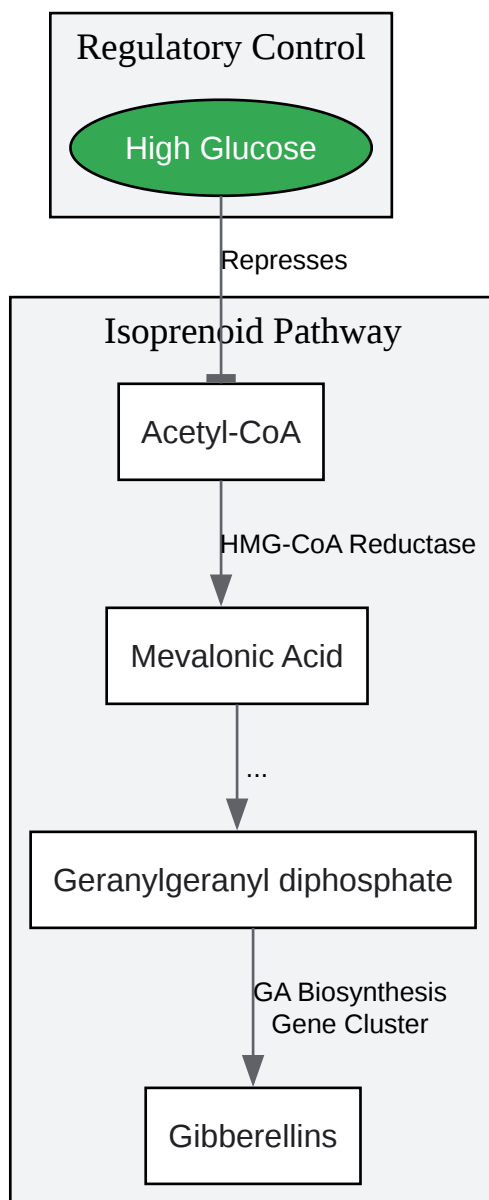 Regulatory Control
High Glucose
Represses
Isoprenoid Pathway
Acetyl-CoA
HMG-CoA Reductase
Mevalonic Acid
...
Geranylgeranyl diphosphate
GA Biosynthesis
Gene Cluster
Gibberellins